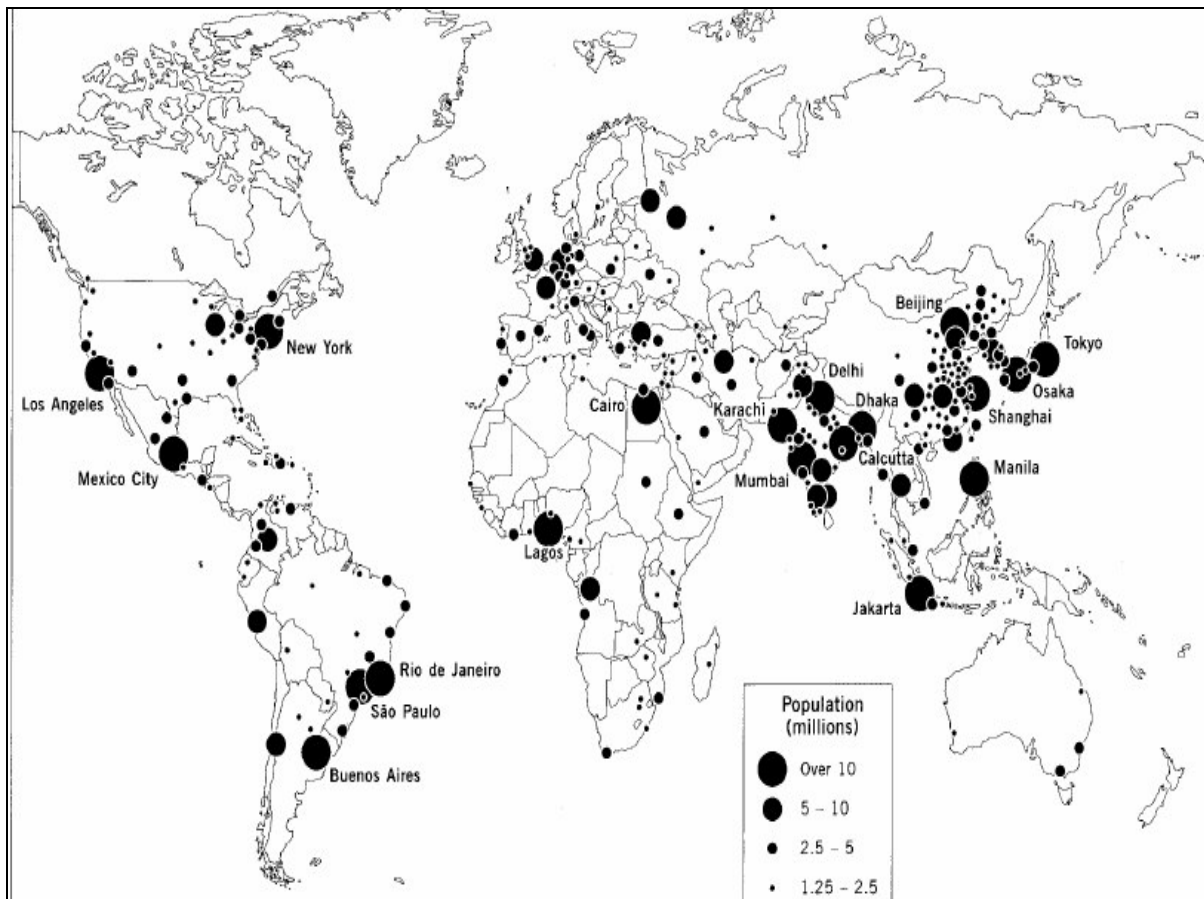 Beijing
Tokyo
New York
Delhi
Osaka
Los Angeles
Cairo
Karachi
Dhaka
Shanghai
Mexico City
Mumbai
Calcutta
Manila
Lagos
Jakarta
Rio de Janeiro
São Paulo
Buenos Aires
Population
(millions)
Over 10
5 – 10
2.5 – 5
1.25 – 2.5